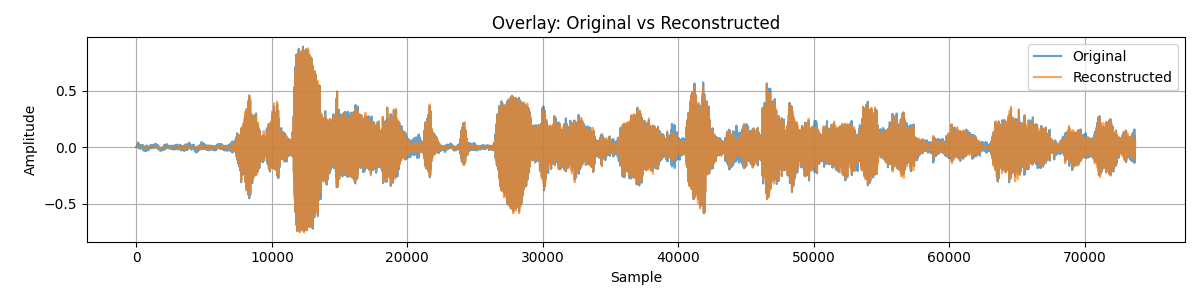 Overlay: Original vs Reconstructed
Original
Reconstructed
Amplitude
0.5
0.0
−0.5
0
10000
20000
30000
40000
50000
60000
70000
Sample